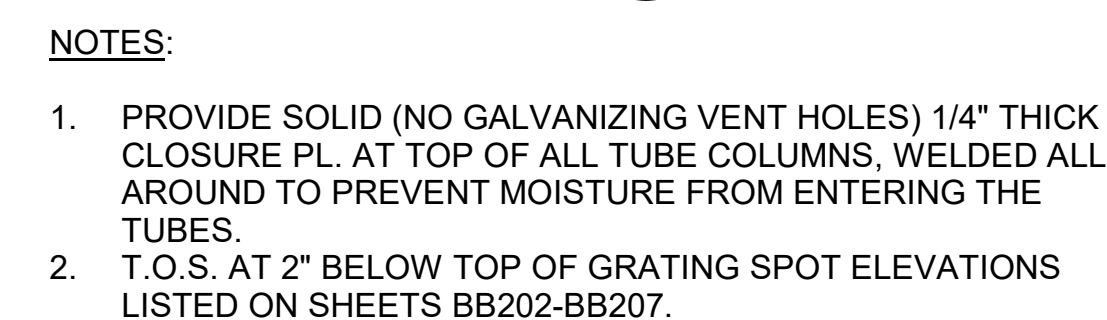 NOTES:
1. PROVIDE SOLID (NO GALVANIZING VENT HOLES) 1/4" THICK
CLOSURE PL. AT TOP OF ALL TUBE COLUMNS, WELDED ALL
AROUND TO PREVENT MOISTURE FROM ENTERING THE
TUBES.
2. T.O.S. AT 2" BELOW TOP OF GRATING SPOT ELEVATIONS
LISTED ON SHEETS BB202-BB207.